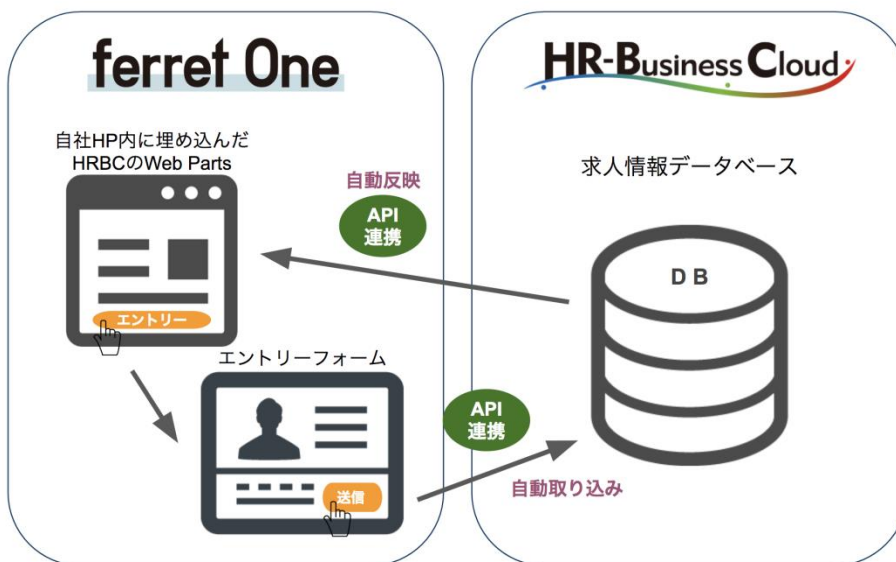 ferret One
自社HP内に埋め込んだ
HRBCのWeb Parts
エントリー
エントリーフォーム
送信
自動反映
API
連携
API
連携
自動取り込み
HR-Business Cloud
求人情報データベース
DB